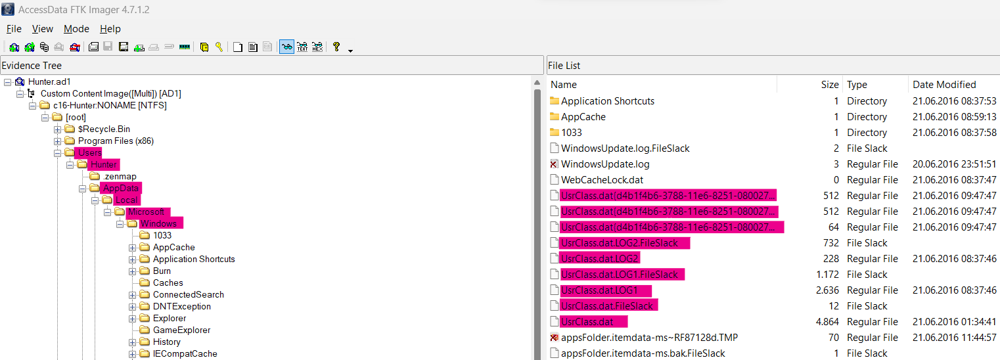 AccessData FTK Imager 4.7.1.2
File View Mode Help
Evidence Tree
Hunter.ad1
Custom Content Image([Multi]) [AD1]
c16-Hunter:NONAME [NTFS]
[root]
$Recycle.Bin
Program Files (x86)
Users
Hunter
.zenmap
AppData
Local
Microsoft
Windows
1033
AppCache
Application Shortcuts
Burn
Caches
ConnectedSearch
DNTException
Explorer
GameExplorer
History
IECompatCache
File List
Name Size Type Date Modified
Application Shortcuts 1 Directory 21.06.2016 08:37:53
AppCache 1 Directory 21.06.2016 08:59:13
1033 1 Directory 21.06.2016 08:37:58
WindowsUpdate.log.FileSlack 2 File Slack
WindowsUpdate.log 3 Regular File 20.06.2016 23:51:51
WebCacheLock.dat 0 Regular File 21.06.2016 08:37:47
UsrClass.dat{d4b1f4b6-3788-11e6-8251-080027... 512 Regular File 21.06.2016 09:47:47
UsrClass.dat{d4b1f4b6-3788-11e6-8251-080027... 512 Regular File 21.06.2016 09:47:47
UsrClass.dat{d4b1f4b6-3788-11e6-8251-080027... 64 Regular File 21.06.2016 09:47:47
UsrClass.dat.LOG2.FileSlack 732 File Slack
UsrClass.dat.LOG2 228 Regular File 21.06.2016 08:37:46
UsrClass.dat.LOG1.FileSlack 1.172 File Slack
UsrClass.dat.LOG1 2.636 Regular File 21.06.2016 08:37:46
UsrClass.dat.FileSlack 12 File Slack
UsrClass.dat 4.864 Regular File 21.06.2016 01:34:41
appsFolder.itemdata-ms~RF87128d.TMP 70 Regular File 21.06.2016 11:44:57
appsFolder.itemdata-ms.bak.FileSlack 1 File Slack